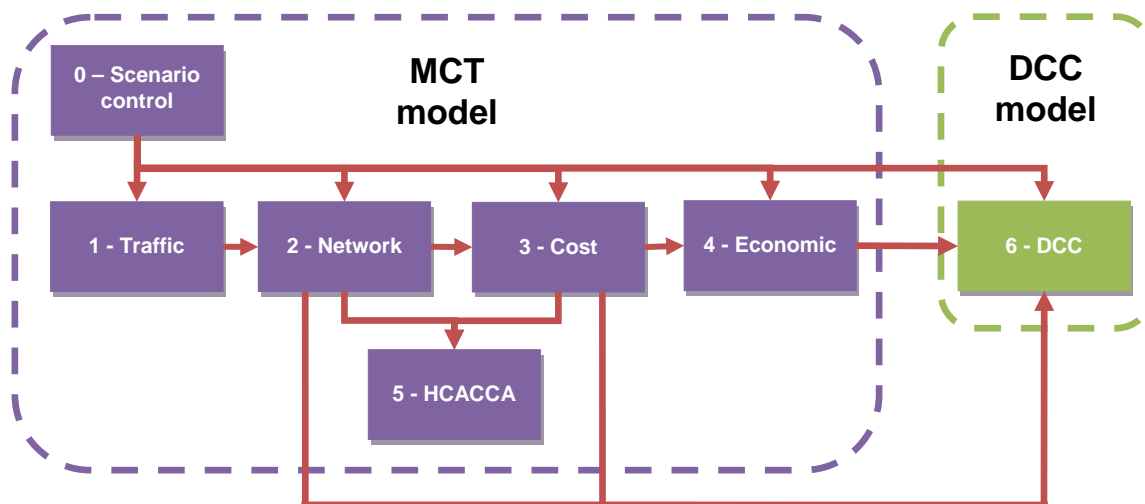 0 – Scenario
control
MCT
model
DCC
model
1 - Traffic
2 - Network
3 - Cost
4 - Economic
6 - DCC
5 - HCACCA